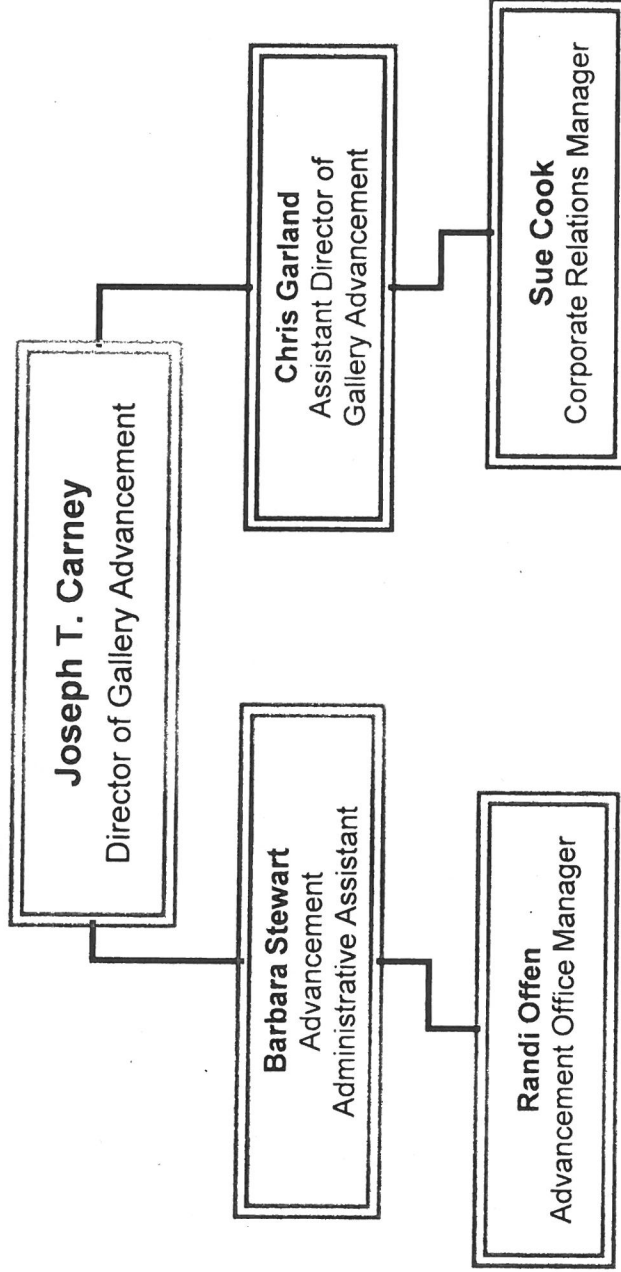 Joseph T. Carney
Director of Gallery Advancement
Barbara Stewart
Advancement
Administrative Assistant
Chris Garland
Assistant Director of
Gallery Advancement
Randi Offen
Advancement Office Manager
Sue Cook
Corporate Relations Manager